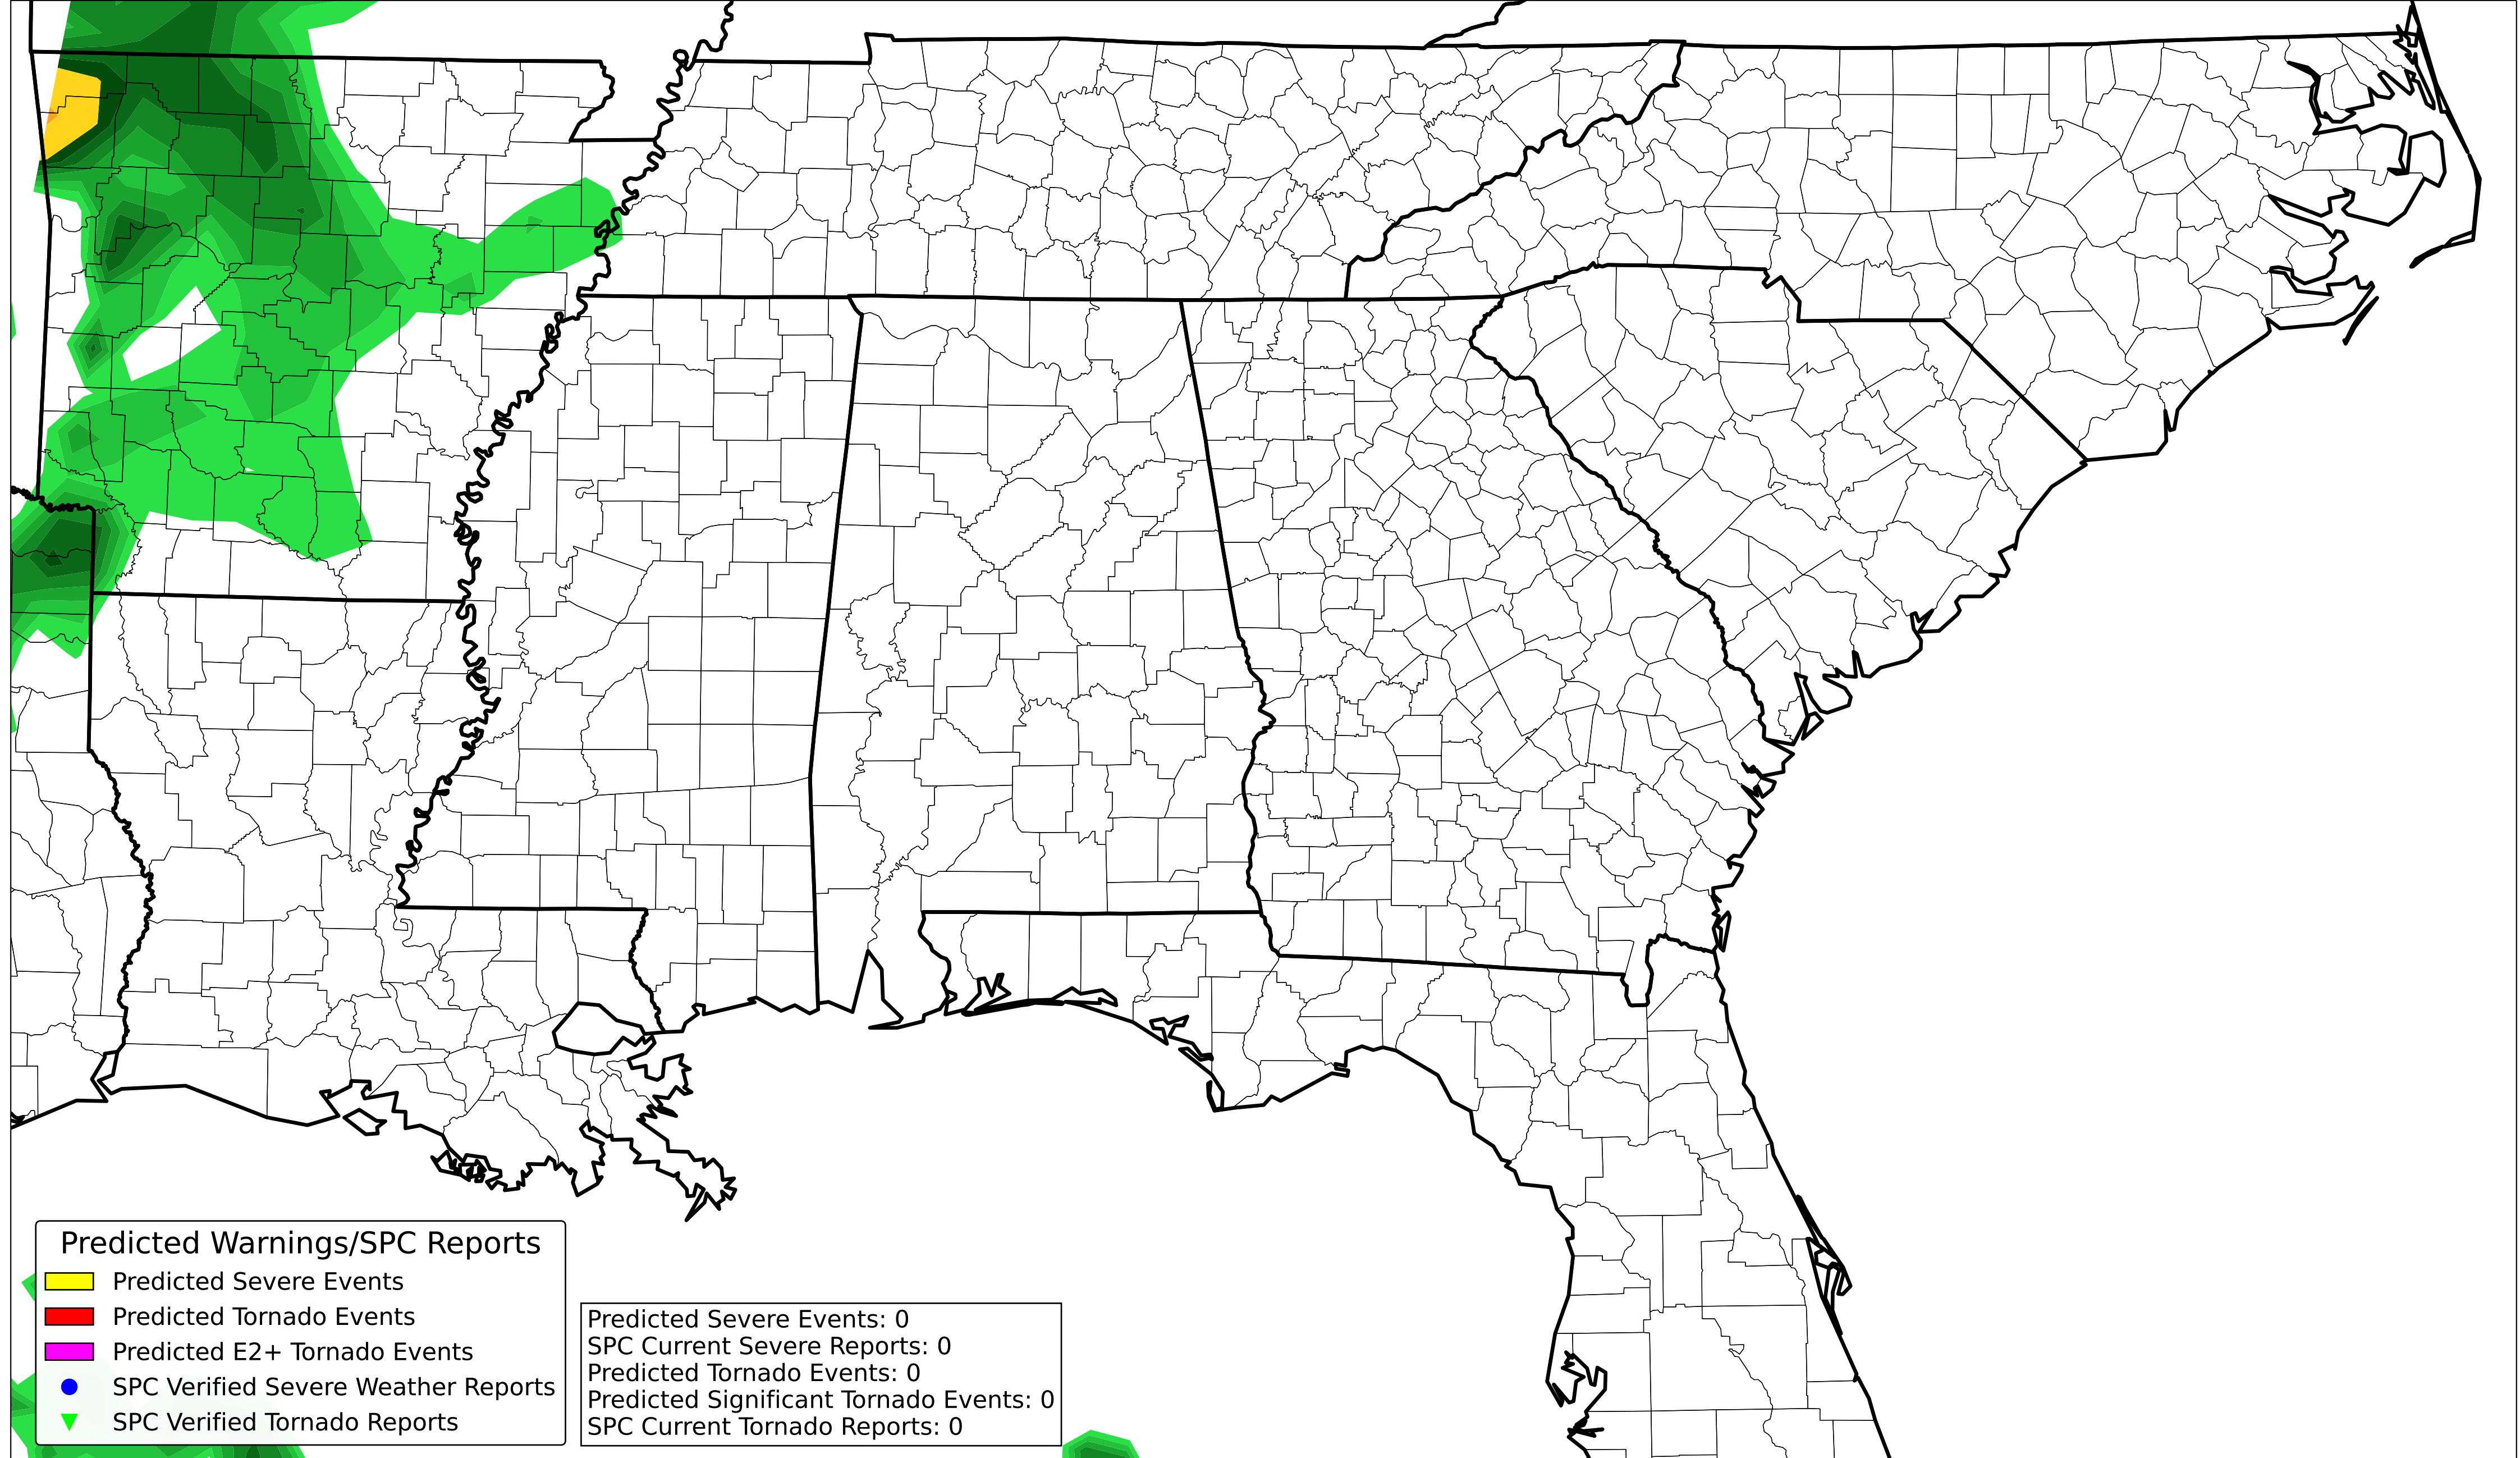 Predicted Warnings/SPC Reports
Predicted Severe Events
Predicted Tornado Events
Predicted E2+ Tornado Events
SPC Verified Severe Weather Reports
SPC Verified Tornado Reports
Predicted Severe Events: 0
SPC Current Severe Reports: 0
Predicted Tornado Events: 0
Predicted Significant Tornado Events: 0
SPC Current Tornado Reports: 0